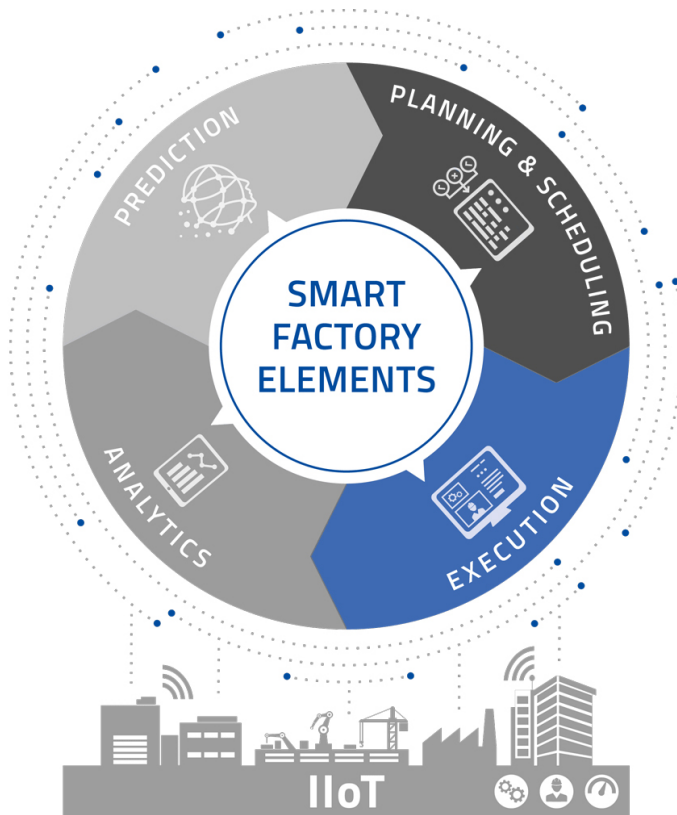 PREDICTION
PLANNING & SCHEDULING
SMART
FACTORY
ELEMENTS
ANALYTICS
EXECUTION
IIoT